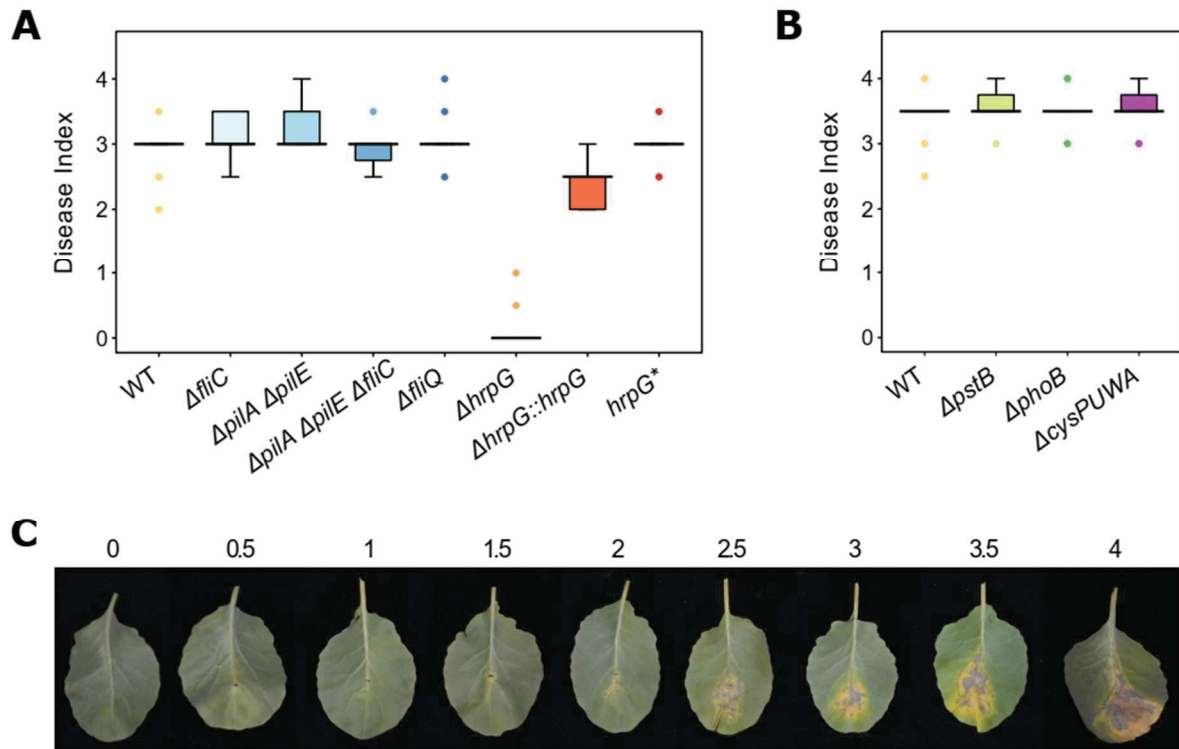 A
Disease Index
4
3
2
1
0
WT
ΔfliC
ΔpilA ΔpilE
ΔpilA ΔpilE ΔfliC
ΔfliQ
ΔhrpG
ΔhrpG::hrpG
hrpG*
B
Disease Index
4
3
2
1
0
WT
ΔpstB
ΔphoB
ΔcysPUWA
C
0 0.5 1 1.5 2 2.5 3 3.5 4